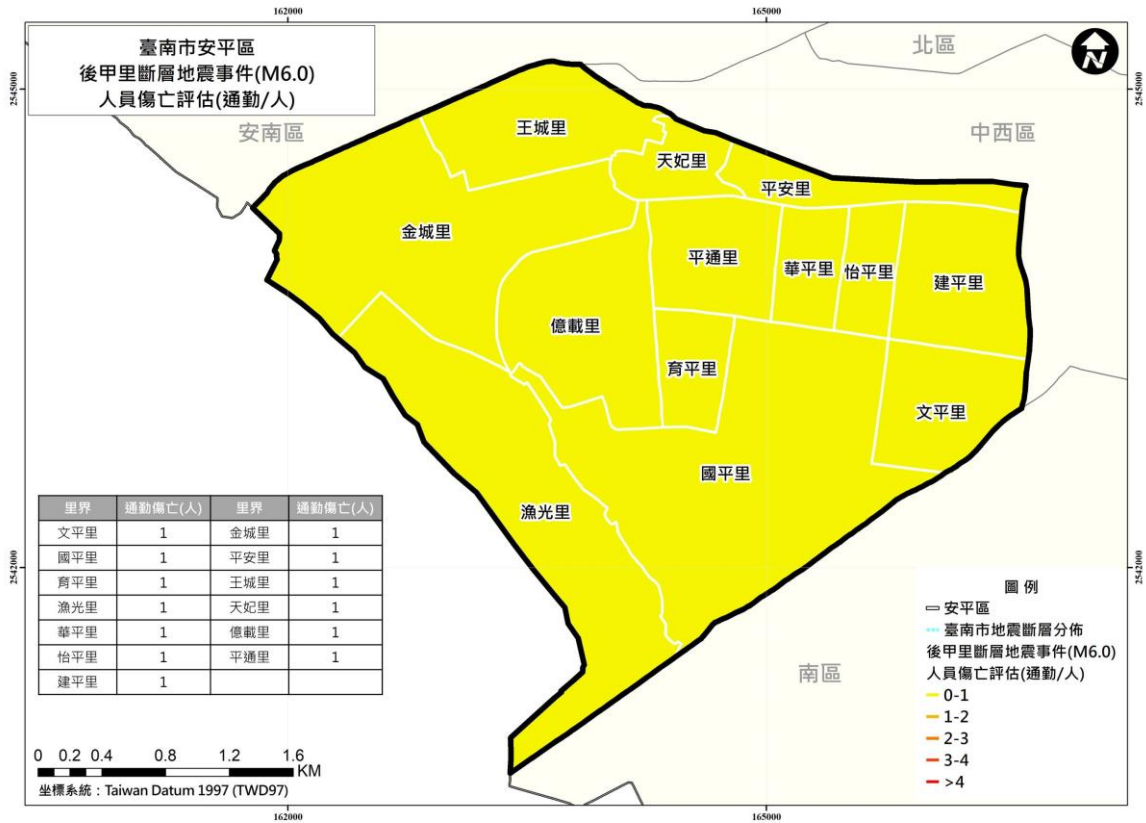 162000
165000
臺南市安平區
後甲里斷層地震事件(M6.0)
人員傷亡評估(通勤/人)
北區
N
2545000
2545000
安南區
中西區
王城里
天妃里
平安里
金城里
平通里
華平里
怡平里
建平里
億載里
育平里
文平里
國平里
漁光里
里界 通勤傷亡(人) 里界 通勤傷亡(人)
文平里 1 金城里 1
國平里 1 平安里 1
育平里 1 王城里 1
漁光里 1 天妃里 1
華平里 1 億載里 1
怡平里 1 平通里 1
建平里 1
2542000
2542000
南區
圖例
安平區
臺南市地震斷層分佈
後甲里斷層地震事件(M6.0)
人員傷亡評估(通勤/人)
0-1
1-2
2-3
3-4
>4
0 0.2 0.4 0.8 1.2 1.6
KM
坐標系統：Taiwan Datum 1997 (TWD97)
162000
165000